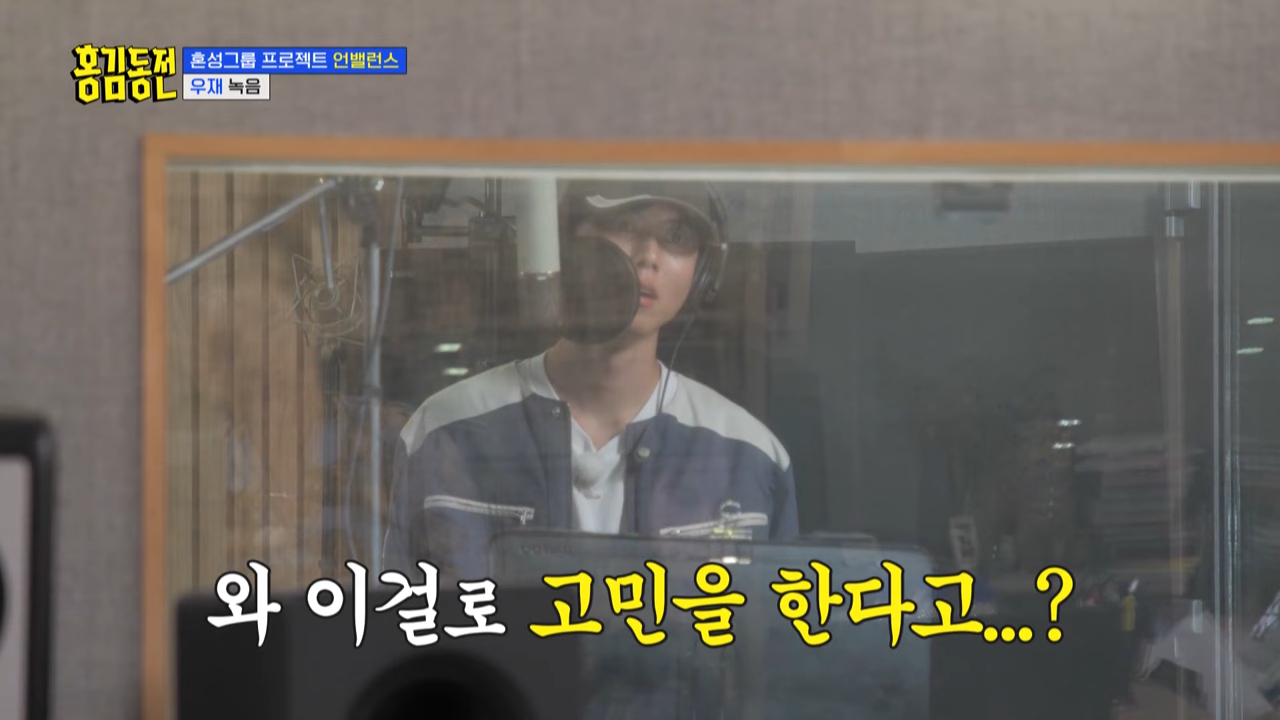 홍김동전
혼성그룹 프로젝트 언밸런스
우재 녹음
와 이걸로 고민을 한다고...?